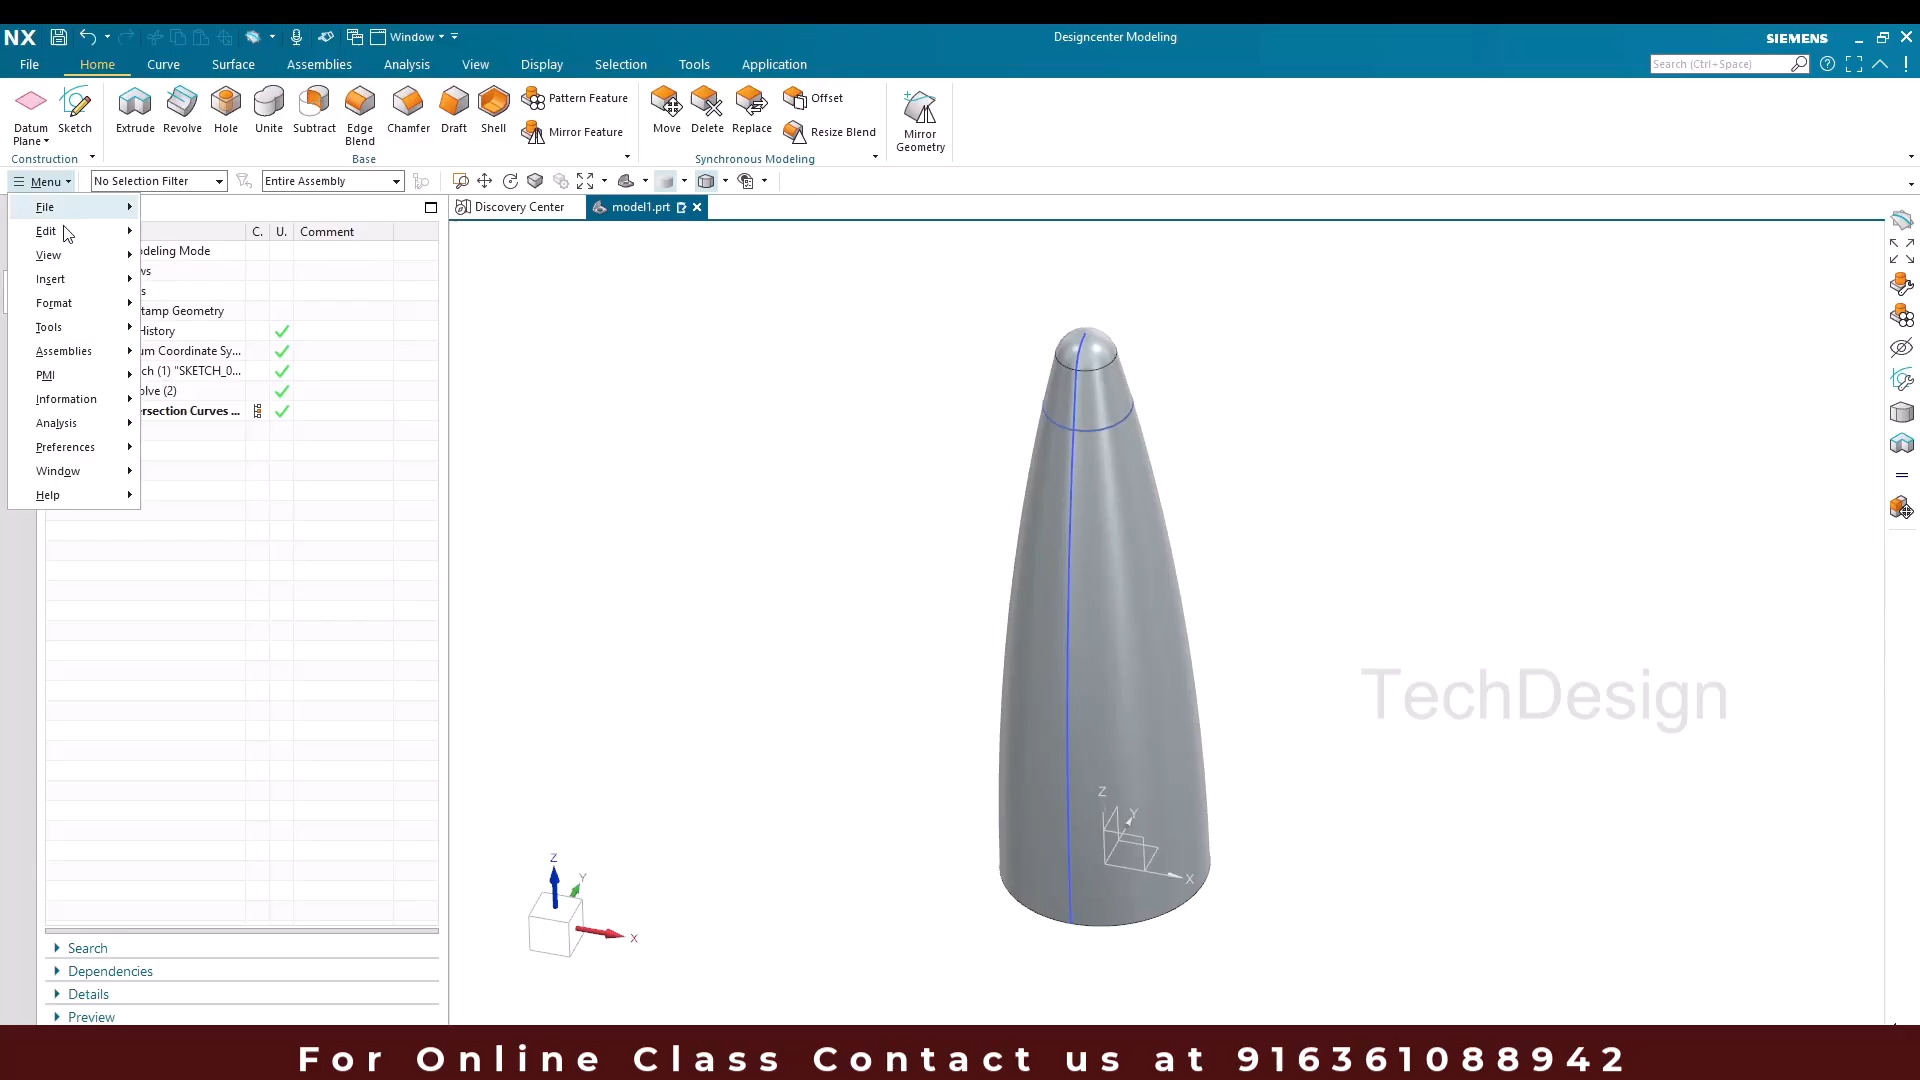 NX
Window
Designcenter Modeling
SIEMENS
File
Home
Curve
Surface
Assemblies
Analysis
View
Display
Selection
Tools
Application
Search (Ctrl+Space)
Datum
Plane
Sketch
Extrude
Revolve
Hole
Unite
Subtract
Edge
Blend
Chamfer
Draft
Shell
Pattern Feature
Mirror Feature
Move
Delete
Replace
Offset
Resize Blend
Mirror
Geometry
Construction
Base
Synchronous Modeling
Menu
No Selection Filter
Entire Assembly
File
Edit
View
Insert
Format
Tools
Assemblies
PMI
Information
Analysis
Preferences
Window
Help
Discovery Center
model1.prt
C.
U.
Comment
odeling Mode
ws
s
tamp Geometry
History
um Coordinate Sy...
ch (1) "SKETCH_0...
olve (2)
ersection Curves ...
TechDesign
Z
Y
X
Z
Y
X
Search
Dependencies
Details
Preview
For Online Class Contact us at 916361088942